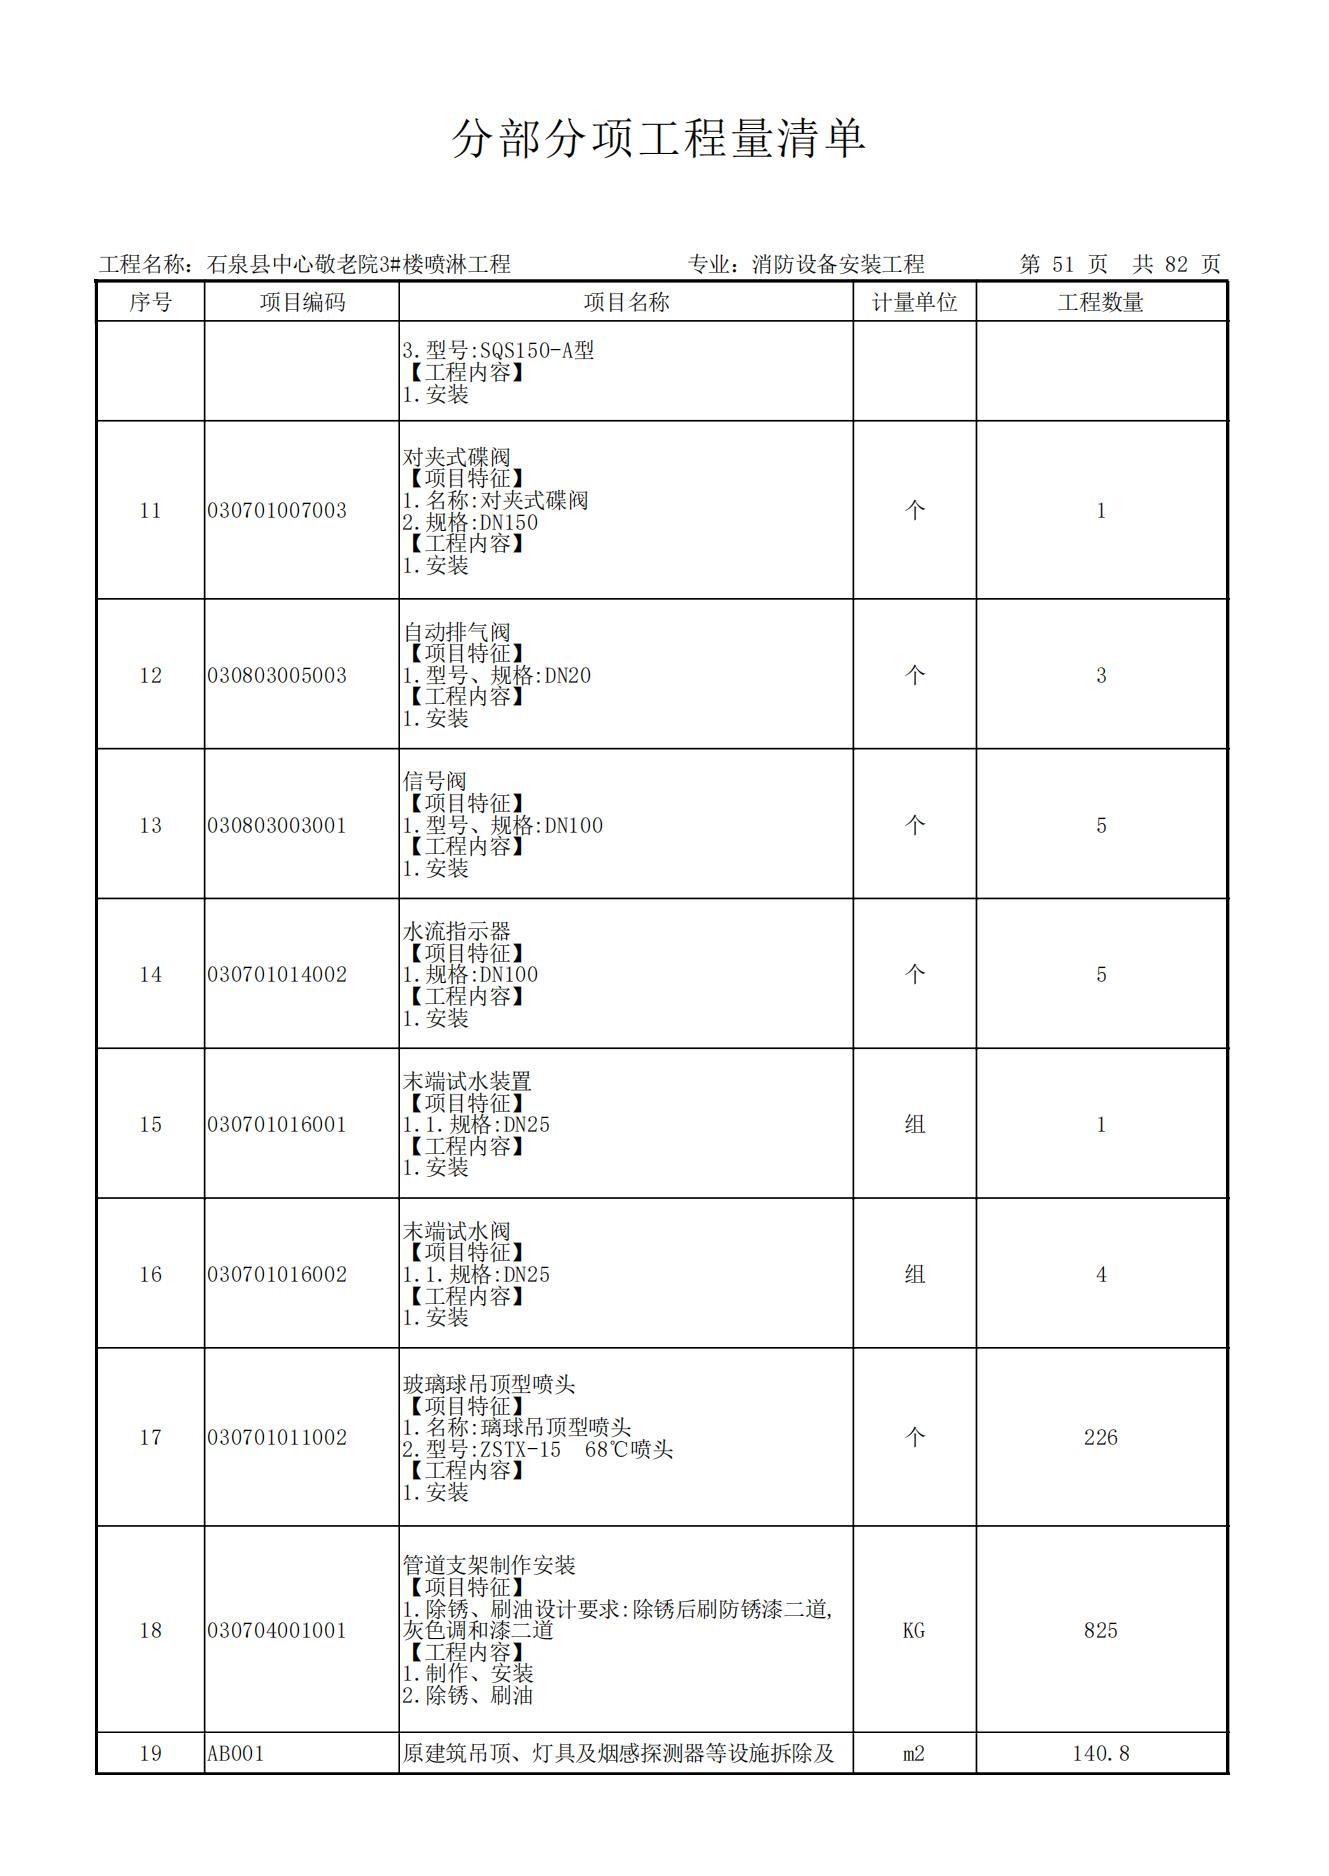 分部分项工程量清单
工程名称：石泉县中心敬老院3#楼喷淋工程 专业：消防设备安装工程 第 51 页 共 82 页
序号 项目编码 项目名称 计量单位 工程数量
3.型号:SQS150-A型
【工程内容】
1.安装
对夹式碟阀
【项目特征】
1.名称:对夹式碟阀
11 030701007003 个 1
2.规格:DN150
【工程内容】
1.安装
自动排气阀
【项目特征】
12 030803005003 1.型号、规格:DN20 个 3
【工程内容】
1.安装
信号阀
【项目特征】
13 030803003001 1.型号、规格:DN100 个 5
【工程内容】
1.安装
水流指示器
【项目特征】
14 030701014002 1.规格:DN100 个 5
【工程内容】
1.安装
末端试水装置
【项目特征】
15 030701016001 1.1.规格:DN25 组 1
【工程内容】
1.安装
末端试水阀
【项目特征】
16 030701016002 1.1.规格:DN25 组 4
【工程内容】
1.安装
玻璃球吊顶型喷头
【项目特征】
1.名称:璃球吊顶型喷头
17 030701011002 个 226
2.型号:ZSTX-15 68℃喷头
【工程内容】
1.安装
管道支架制作安装
【项目特征】
1.除锈、刷油设计要求:除锈后刷防锈漆二道,
18 030704001001 灰色调和漆二道 KG 825
【工程内容】
1.制作、安装
2.除锈、刷油
19 AB001 原建筑吊顶、灯具及烟感探测器等设施拆除及 m2 140.8